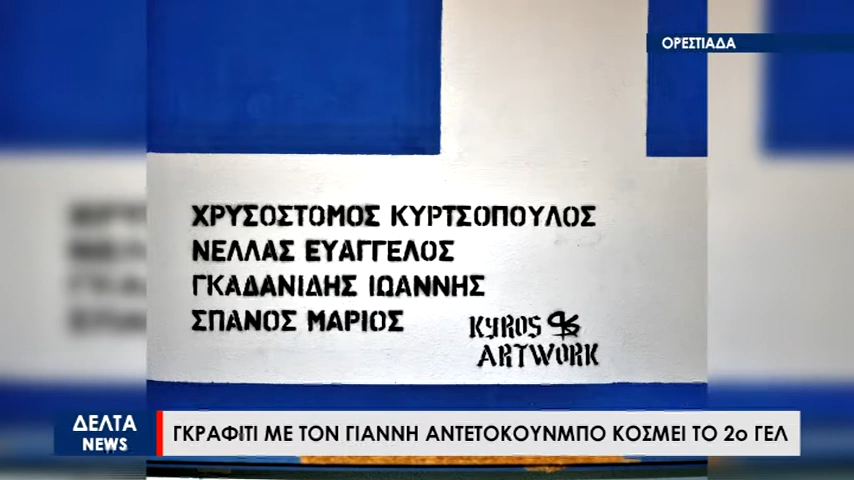 ΟΡΕΣΤΙΑΔΑ
ΧΡΥΣΟΣΤΟΜΟΣ ΚΥΡΤΣΟΠΟΥΛΟΣ
ΝΕΛΛΑΣ ΕΥΑΓΓΕΛΟΣ
ΓΚΑΔΑΝΙΔΗΣ ΙΩΑΝΝΗΣ
ΣΠΑΝΟΣ ΜΑΡΙΟΣ
KYROS
ARTWORK
ΔΕΛΤΑ
NEWS
ΓΚΡΑΦΙΤΙ ΜΕ ΤΟΝ ΓΙΑΝΝΗ ΑΝΤΕΤΟΚΟΥΝΜΠΟ ΚΟΣΜΕΙ ΤΟ 2ο ΓΕΛ